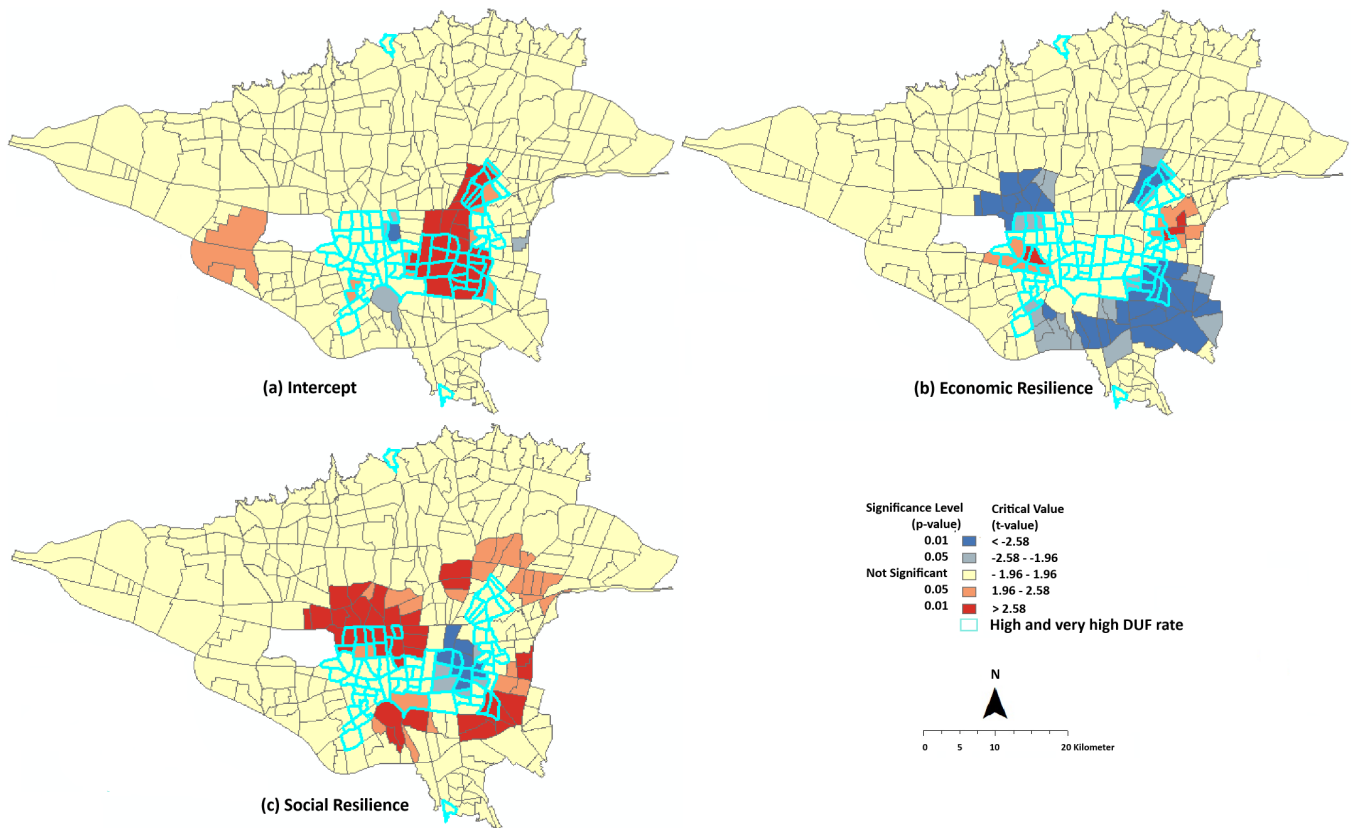 (a) Intercept
(b) Economic Resilience
Significance Level Critical Value
(p-value) (t-value)
0.01 < -2.58
0.05 -2.58 - -1.96
Not Significant - 1.96 - 1.96
0.05 1.96 - 2.58
0.01 > 2.58
High and very high DUF rate
N
0 5 10 20 Kilometer
(c) Social Resilience